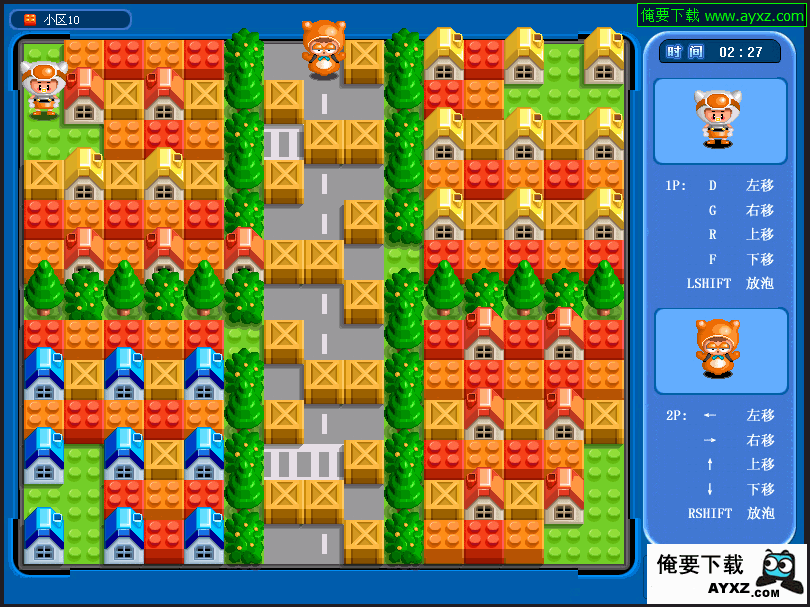 小区10
俺要下载 www.ayxz.com
时间 02:27
1P: D 左移
G 右移
R 上移
F 下移
LSHIFT 放泡
2P: ← 左移
→ 右移
↑ 上移
↓ 下移
RSHIFT 放泡
俺要下载
AYXZ.COM